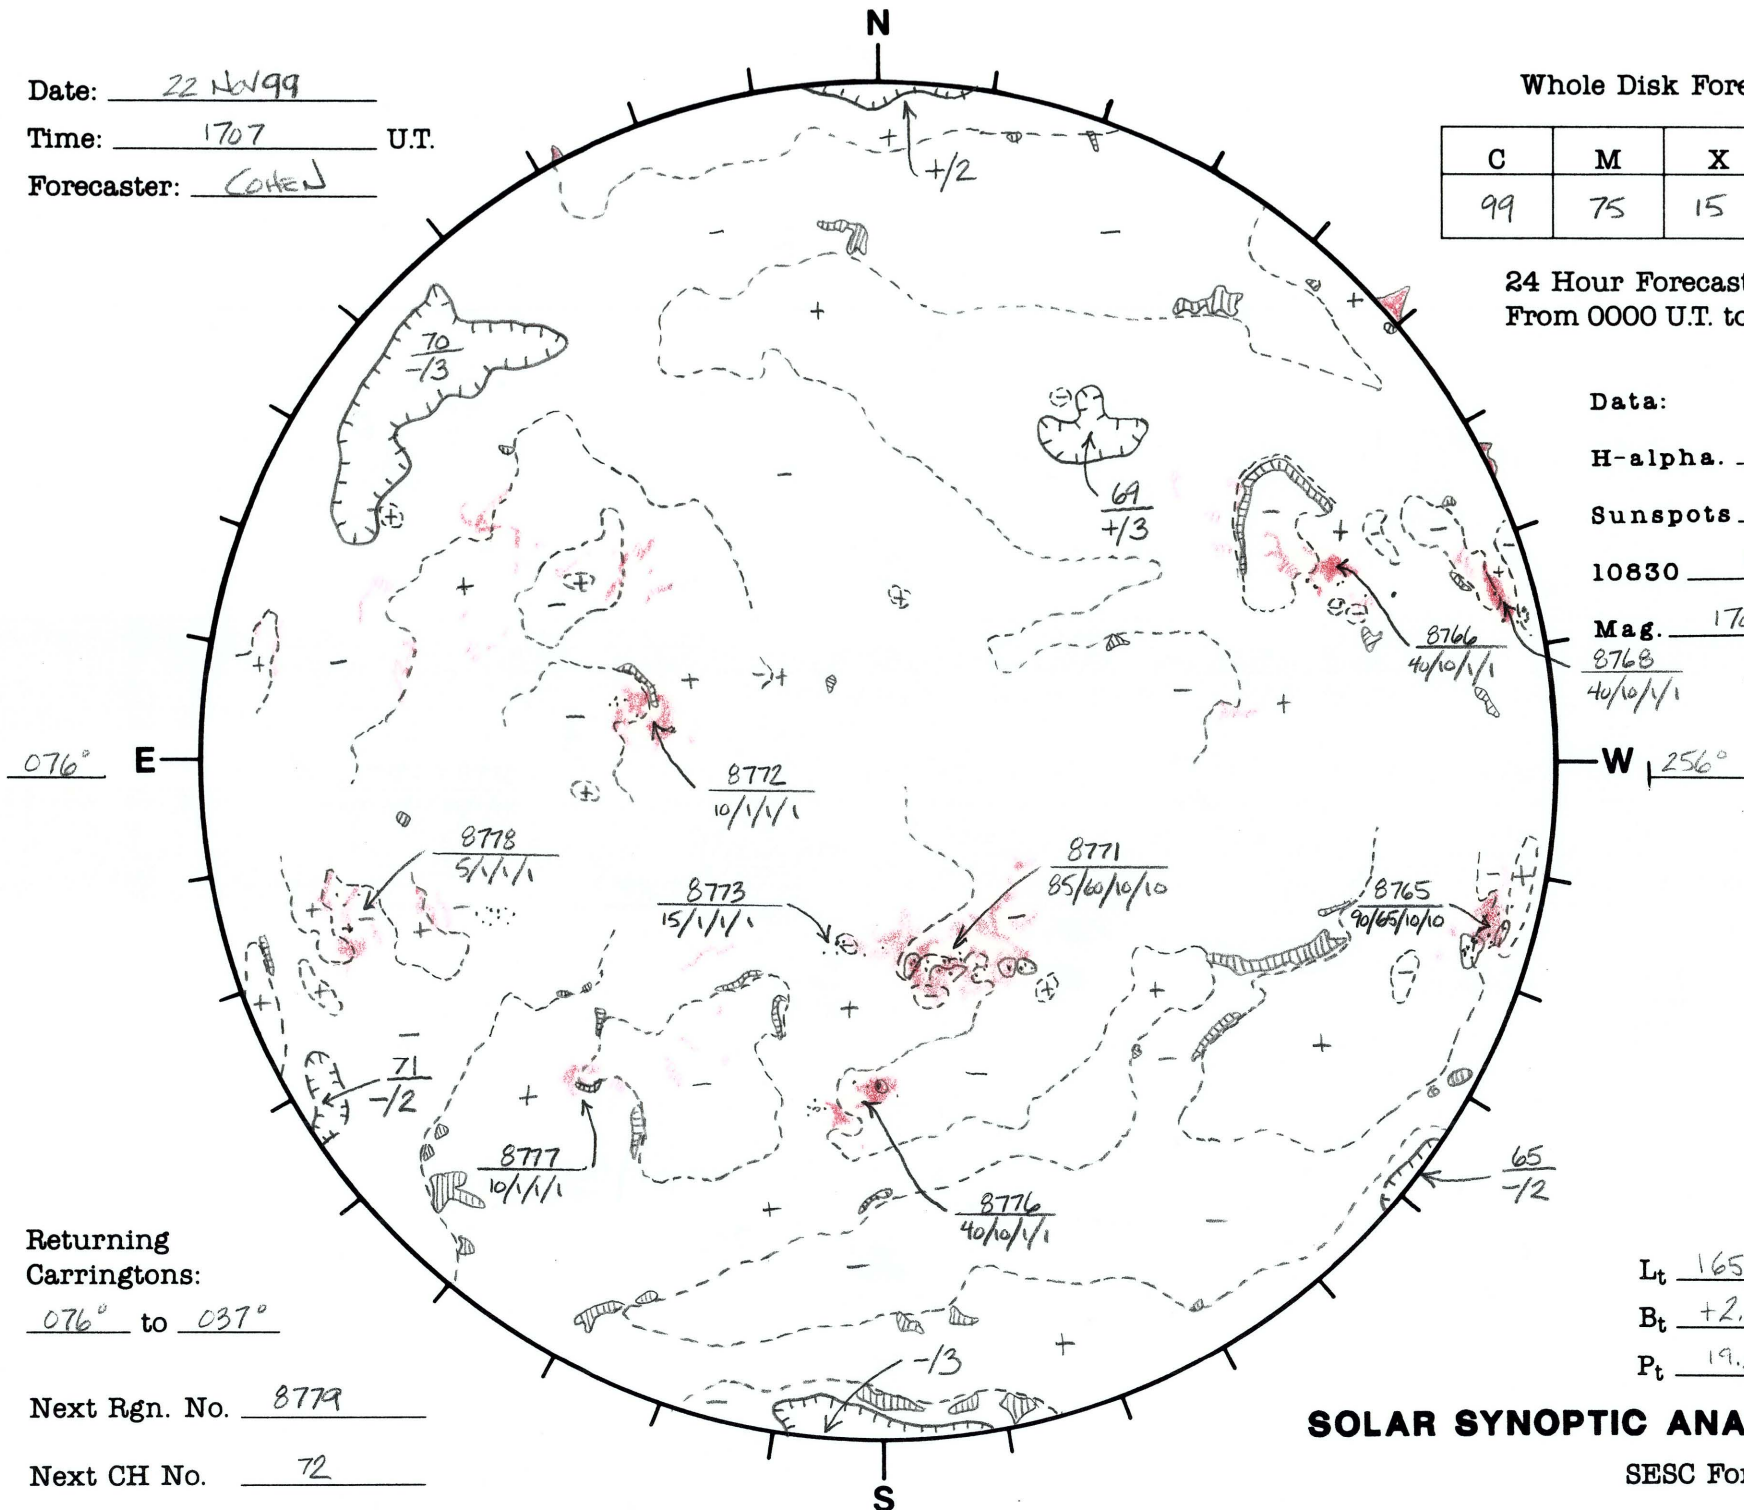 N
Date: 22 Nov 99
Time: 1707 U.T.
Forecaster: COHEN
Whole Disk Fore
C M X
99 75 15
24 Hour Forecast
From 0000 U.T. to
Data:
H-alpha.
Sunspots
10830
Mag. 170
+/2
70
-/3
69
+/3
8766
40/10/1/1
8768
40/10/1/1
076° E
W 256°
8772
10/1/1/1
8778
5/1/1/1
8773
15/1/1/1
8771
85/60/10/10
8765
90/65/10/10
71
-/2
8777
10/1/1/1
8776
40/10/1/1
65
-/2
-/3
Returning
Carringtons:
076° to 037°
Next Rgn. No. 8779
Next CH No. 72
Lt 165
Bt +2.
Pt 19.
SOLAR SYNOPTIC ANA
SESC For
S